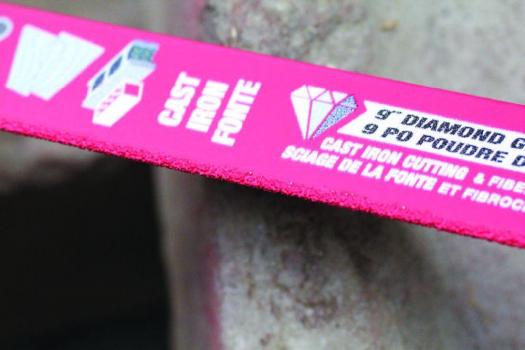 CAST
IRON
FONTE
9" DIAMOND G
9 PO POUDRE D
CAST IRON CUTTING & FIBE
SCIAGE DE LA FONTE ET FIBROC